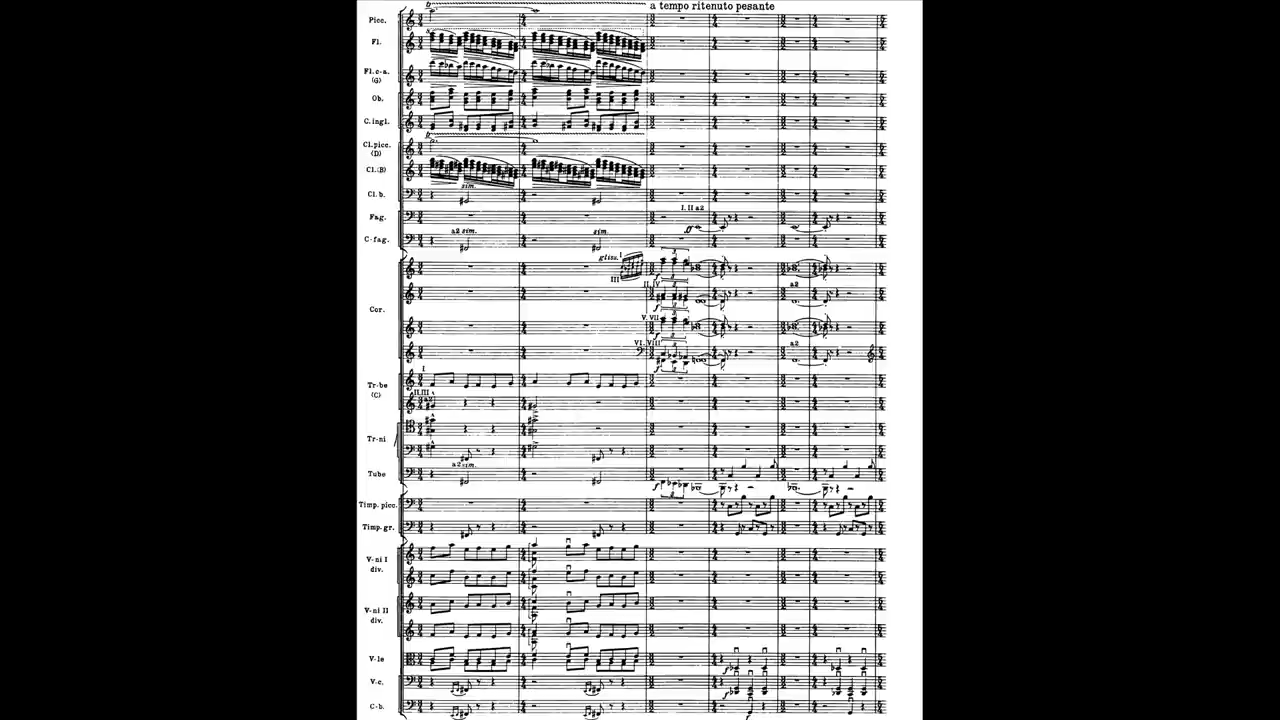 a tempo ritenuto pesante
Picc.
Fl.
Fl.c-a.
(G)
Ob.
C. ingl.
Cl. picc.
(D)
Cl.(B)
sim.
Cl. b.
I. II a2
Fag.
ff
a2 sim.
sim.
C-fag.
gliss.
III
II. IV
Cor.
a2
V. VII
VI. VIII
a2
I
Tr-be
(C)
II.III
a2
Tr-ni
a2 sim.
Tube
Timp. picc.
Timp. gr.
V-ni I
div.
V-ni II
div.
V-le
V-c.
C-b.